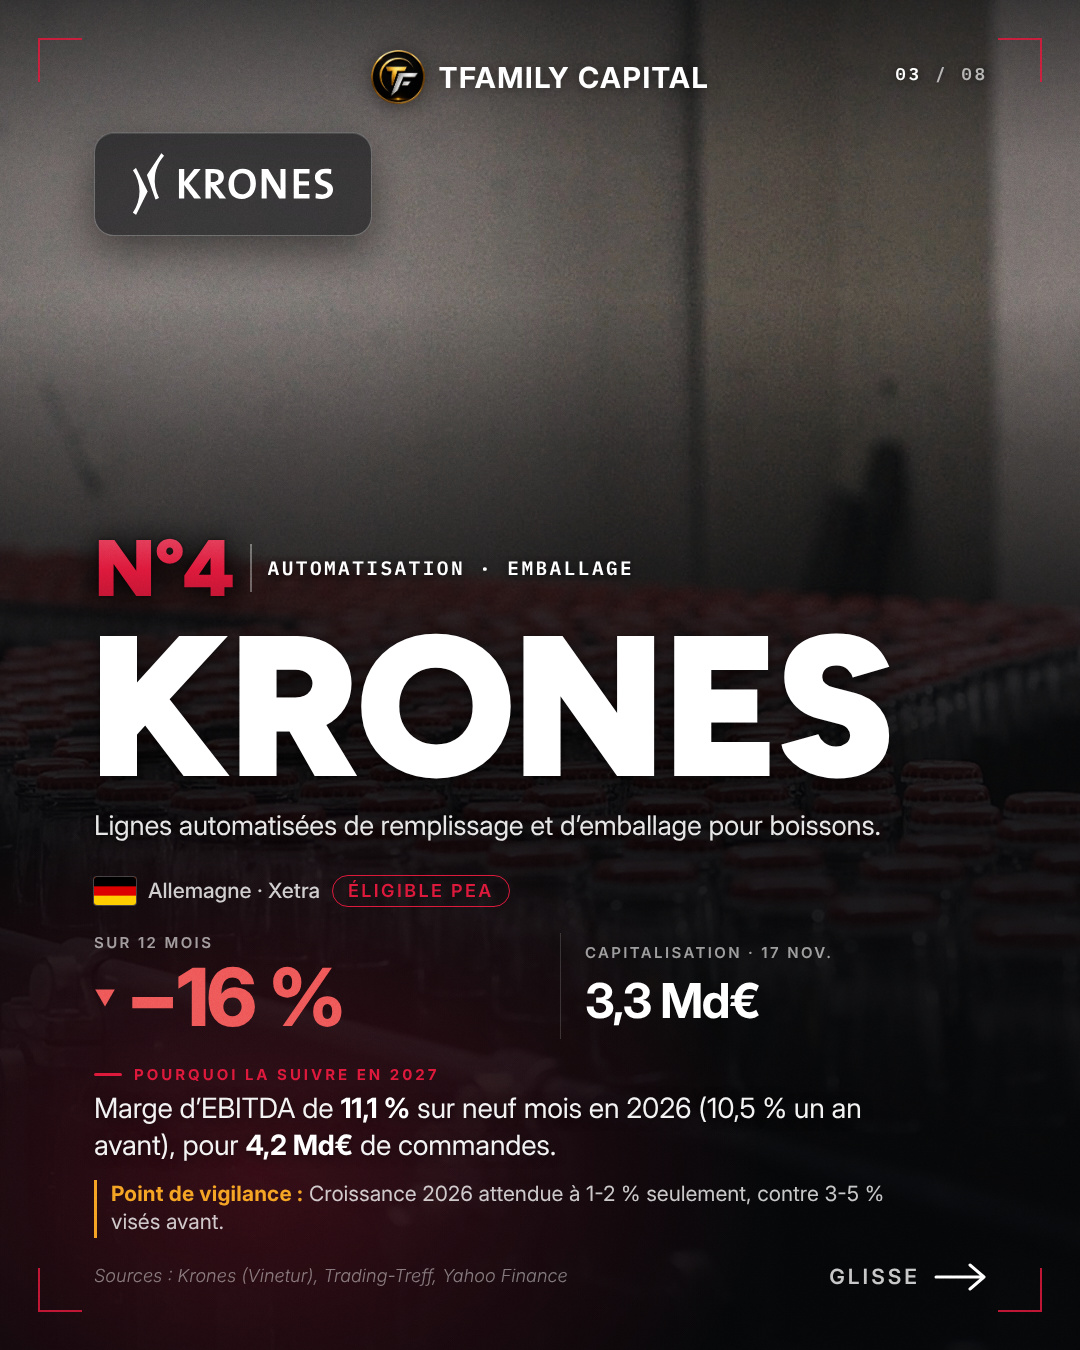 TF TFAMILY CAPITAL
03 / 08
KRONES
N°4 AUTOMATISATION · EMBALLAGE
KRONES
Lignes automatisées de remplissage et d’emballage pour boissons.
Allemagne · Xetra ÉLIGIBLE PEA
SUR 12 MOIS
▼ −16 %
CAPITALISATION · 17 NOV.
3,3 Md€
POURQUOI LA SUIVRE EN 2027
Marge d’EBITDA de 11,1 % sur neuf mois en 2026 (10,5 % un an
avant), pour 4,2 Md€ de commandes.
Point de vigilance : Croissance 2026 attendue à 1-2 % seulement, contre 3-5 %
visés avant.
Sources : Krones (Vinetur), Trading-Treff, Yahoo Finance
GLISSE →